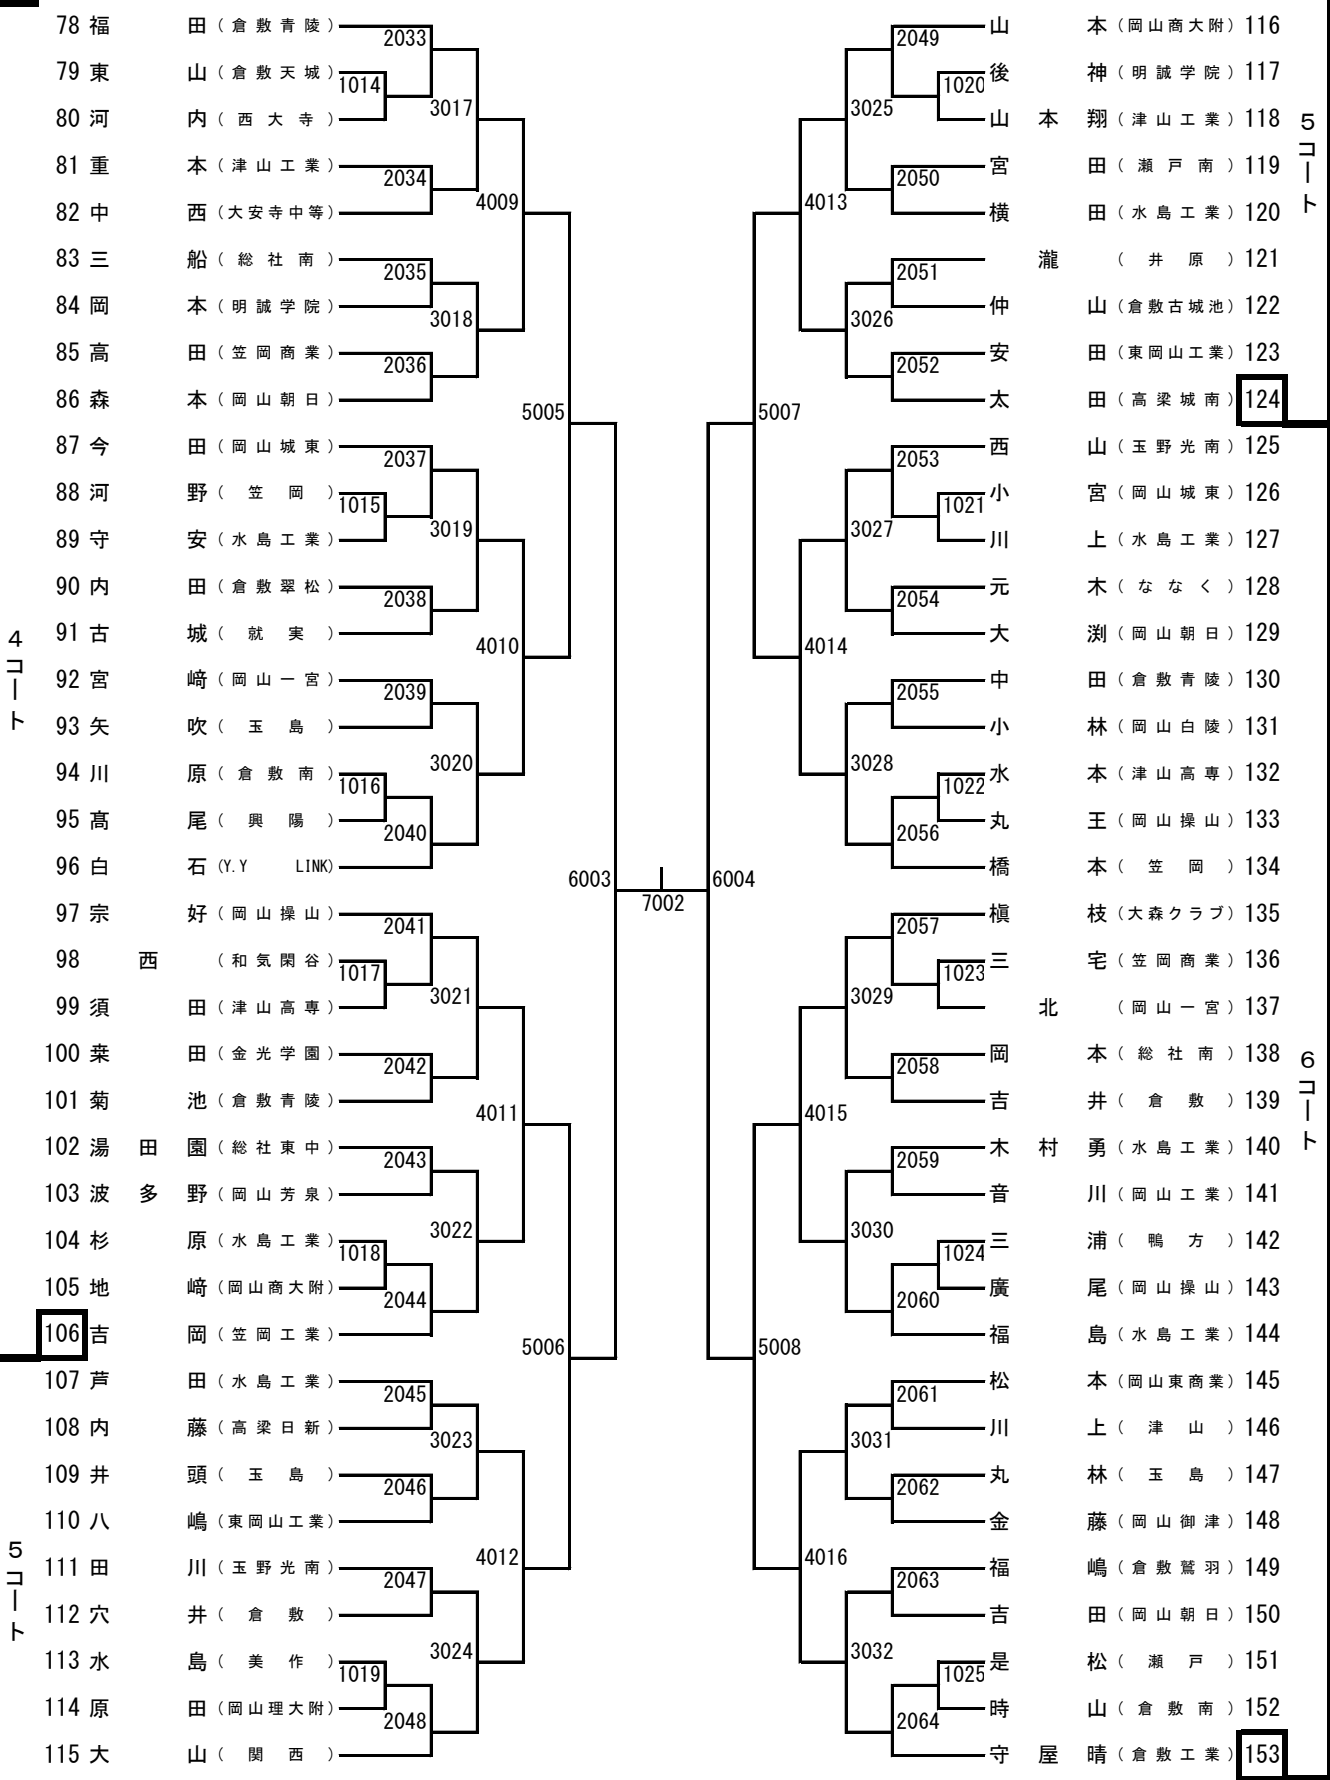 78 福田 (倉敷青陵)
2033
79 東山 (倉敷天城)
1014
80 河内 (西大寺)
3017
81 重本 (津山工業)
2034
82 中西 (大安寺中等)
4009
83 三船 (総社南)
2035
84 岡本 (明誠学院)
3018
85 高田 (笠岡商業)
2036
86 森本 (岡山朝日)
5005
87 今田 (岡山城東)
2037
88 河野 (笠岡)
1015
89 守安 (水島工業)
3019
90 内田 (倉敷翠松)
2038
91 古城 (就実)
4010
4コート
92 宮﨑 (岡山一宮)
2039
93 矢吹 (玉島)
3020
94 川原 (倉敷南)
1016
95 髙尾 (興陽)
2040
96 白石 (Y.Y LINK)
6003
97 宗好 (岡山操山)
2041
98 西 (和気閑谷)
1017
99 須田 (津山高専)
3021
100 桒田 (金光学園)
2042
101 菊池 (倉敷青陵)
4011
102 湯田園 (総社東中)
2043
103 波多野 (岡山芳泉)
3022
104 杉原 (水島工業)
1018
105 地﨑 (岡山商大附)
2044
106 吉岡 (笠岡工業)
5006
107 芦田 (水島工業)
2045
108 内藤 (高梁日新)
3023
109 井頭 (玉島)
2046
110 八嶋 (東岡山工業)
4012
5コート
111 田川 (玉野光南)
2047
112 穴井 (倉敷)
3024
113 水島 (美作)
1019
114 原田 (岡山理大附)
2048
115 大山 (関西)
7002
山本 (岡山商大附) 116
2049
後神 (明誠学院) 117
1020
山本翔 (津山工業) 118
3025
5コート
宮田 (瀬戸南) 119
2050
横田 (水島工業) 120
4013
瀧 (井原) 121
2051
仲山 (倉敷古城池) 122
3026
安田 (東岡山工業) 123
2052
太田 (高梁城南) 124
5007
西山 (玉野光南) 125
2053
小宮 (岡山城東) 126
1021
川上 (水島工業) 127
3027
元木 (ななく) 128
2054
大渕 (岡山朝日) 129
4014
中田 (倉敷青陵) 130
2055
小林 (岡山白陵) 131
3028
水本 (津山高専) 132
1022
丸王 (岡山操山) 133
2056
橋本 (笠岡) 134
6004
槇枝 (大森クラブ) 135
2057
三宅 (笠岡商業) 136
1023
北 (岡山一宮) 137
3029
岡本 (総社南) 138
2058
6コート
吉井 (倉敷) 139
4015
木村勇 (水島工業) 140
2059
音川 (岡山工業) 141
3030
三浦 (鴨方) 142
1024
廣尾 (岡山操山) 143
2060
福島 (水島工業) 144
5008
松本 (岡山東商業) 145
2061
川上 (津山) 146
3031
丸林 (玉島) 147
2062
金藤 (岡山御津) 148
4016
福嶋 (倉敷鷲羽) 149
2063
吉田 (岡山朝日) 150
3032
是松 (瀬戸) 151
1025
時山 (倉敷南) 152
2064
守屋晴 (倉敷工業) 153